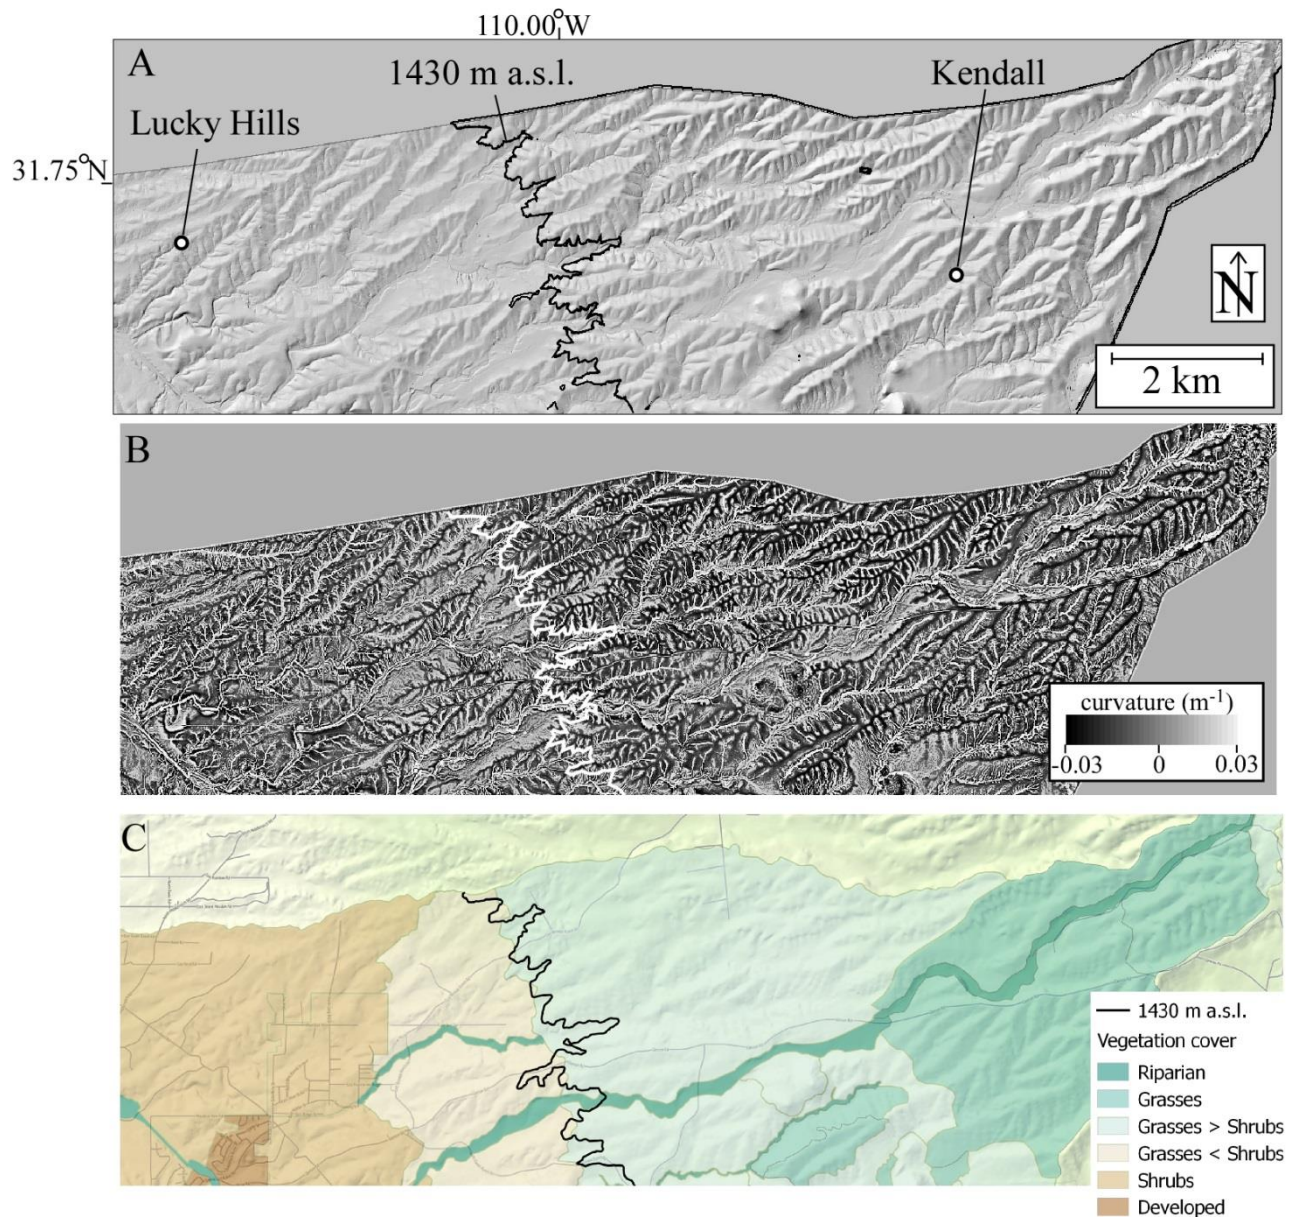 110.00°W
A
1430 m a.s.l.
Kendall
Lucky Hills
31.75°N
N
2 km
B
curvature (m-1)
-0.03 0 0.03
C
1430 m a.s.l.
Vegetation cover
Riparian
Grasses
Grasses > Shrubs
Grasses < Shrubs
Shrubs
Developed